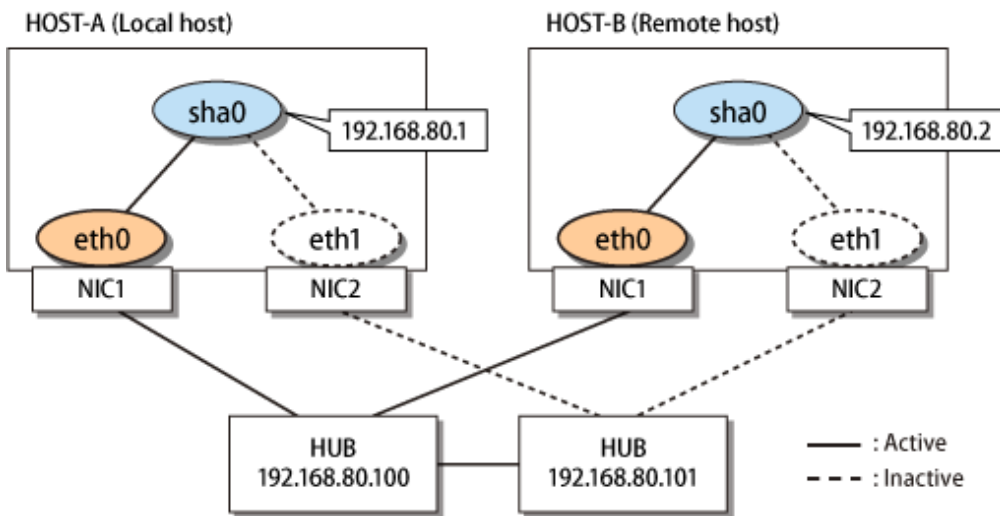 HOST-A (Local host)
HOST-B (Remote host)
sha0
192.168.80.1
sha0
192.168.80.2
eth0
eth1
eth0
eth1
NIC1
NIC2
NIC1
NIC2
HUB
192.168.80.100
HUB
192.168.80.101
: Active
: Inactive